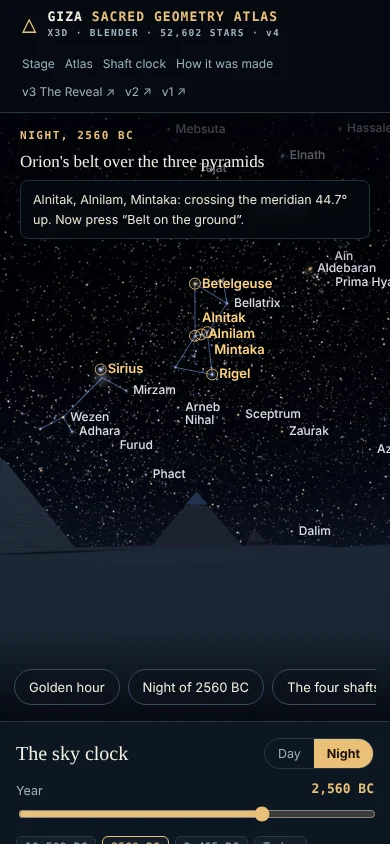 GIZA SACRED GEOMETRY ATLAS
X3D · BLENDER · 52,602 STARS · v4
Stage Atlas Shaft clock How it was made
v3 The Reveal ↗ v2 ↗ v1 ↗
NIGHT, 2560 BC
Mebsuta
Orion's belt over the three pyramids
Elnath
Alnitak, Alnilam, Mintaka: crossing the meridian 44.7°
up. Now press “Belt on the ground”.
Ain
Aldebaran
Prima Hya
Betelgeuse
Bellatrix
Alnitak
Alnilam
Mintaka
Sirius
Rigel
Mirzam
Arneb
Nihal
Sceptrum
Wezen
Adhara
Zaurak
Furud
Phact
Dalim
Golden hour
Night of 2560 BC
The four shafts
The sky clock
Day Night
Year
2,560 BC